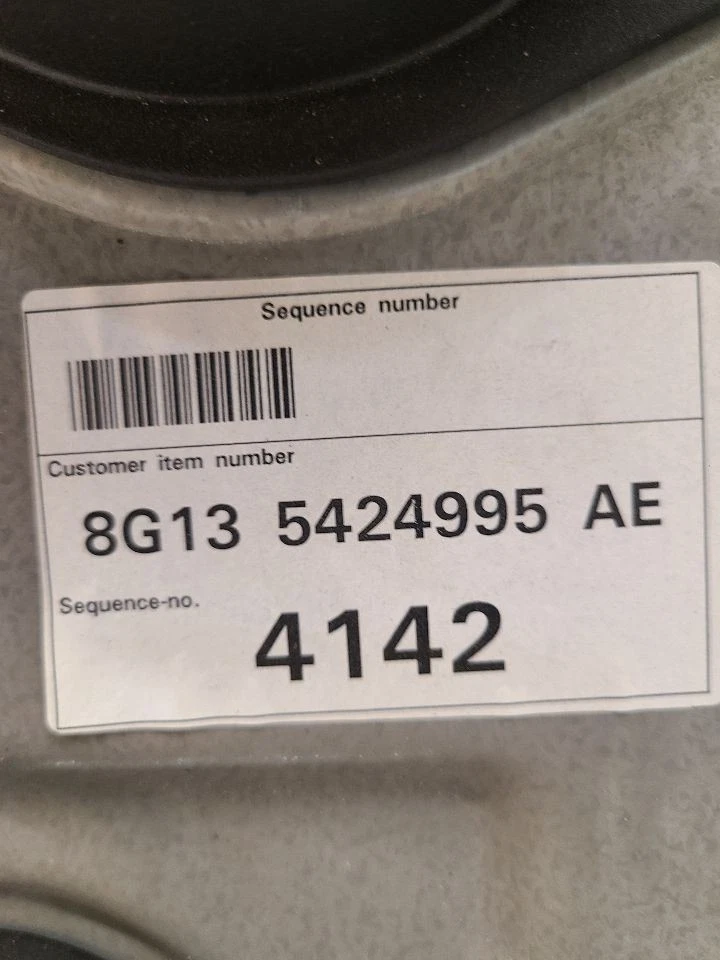 Sequence number
Customer item number
8G13 5424995 AE
Sequence-no.
4142